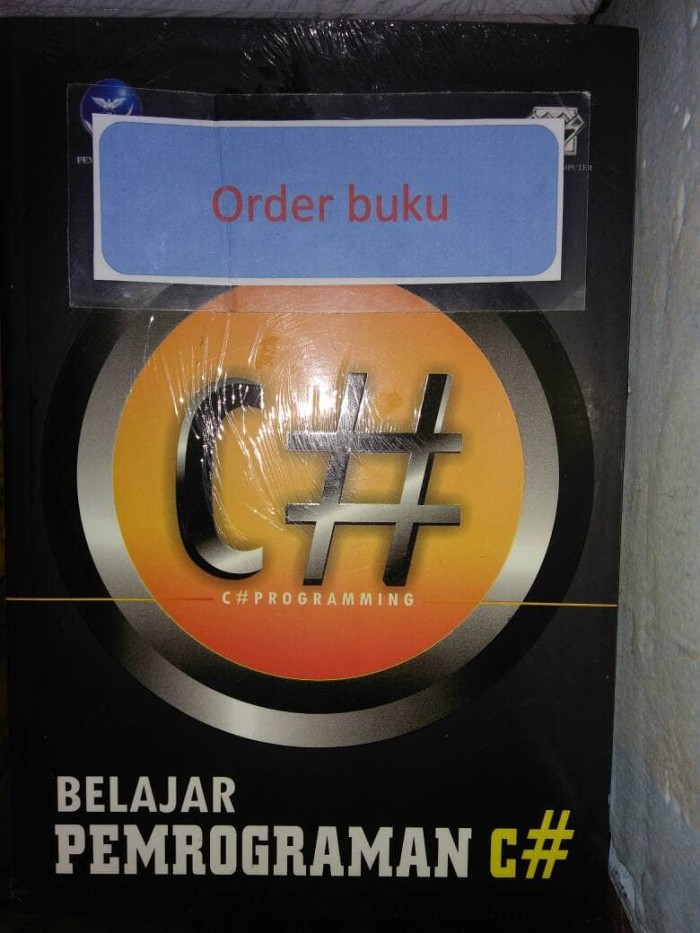 Order buku
C#
C#PROGRAMMING
BELAJAR
PEMROGRAMAN C#